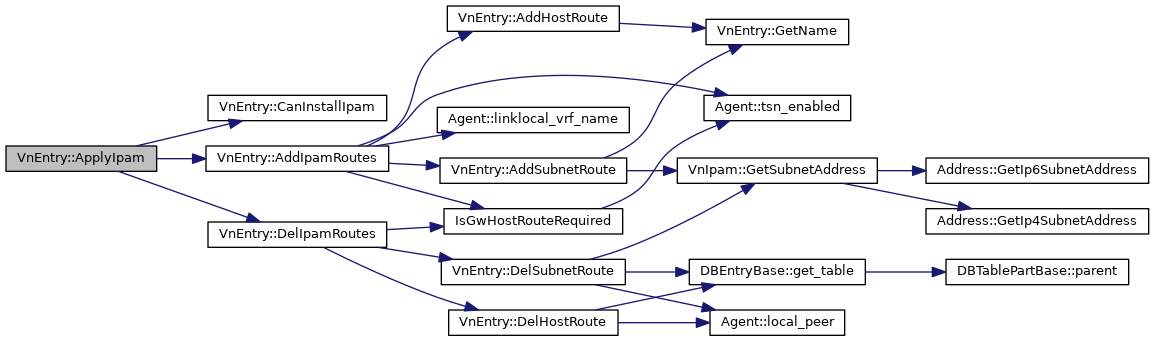 VnEntry::ApplyIpam
VnEntry::CanInstallIpam
VnEntry::AddIpamRoutes
VnEntry::DelIpamRoutes
VnEntry::AddHostRoute
Agent::linklocal_vrf_name
VnEntry::AddSubnetRoute
IsGwHostRouteRequired
VnEntry::DelSubnetRoute
VnEntry::DelHostRoute
VnEntry::GetName
Agent::tsn_enabled
VnIpam::GetSubnetAddress
DBEntryBase::get_table
Agent::local_peer
Address::GetIp6SubnetAddress
Address::GetIp4SubnetAddress
DBTablePartBase::parent